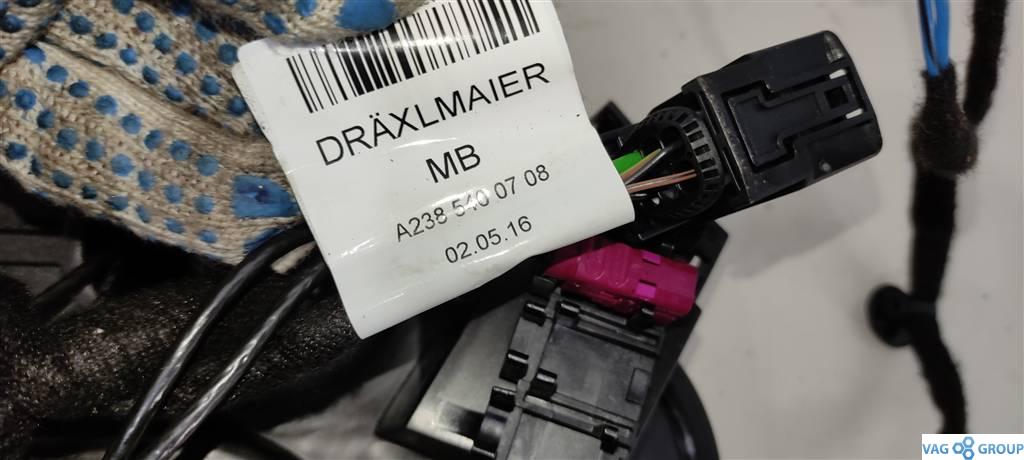 DRÄXLMAIER
MB
A238 540 07 08
02.05.16
VAG GROUP